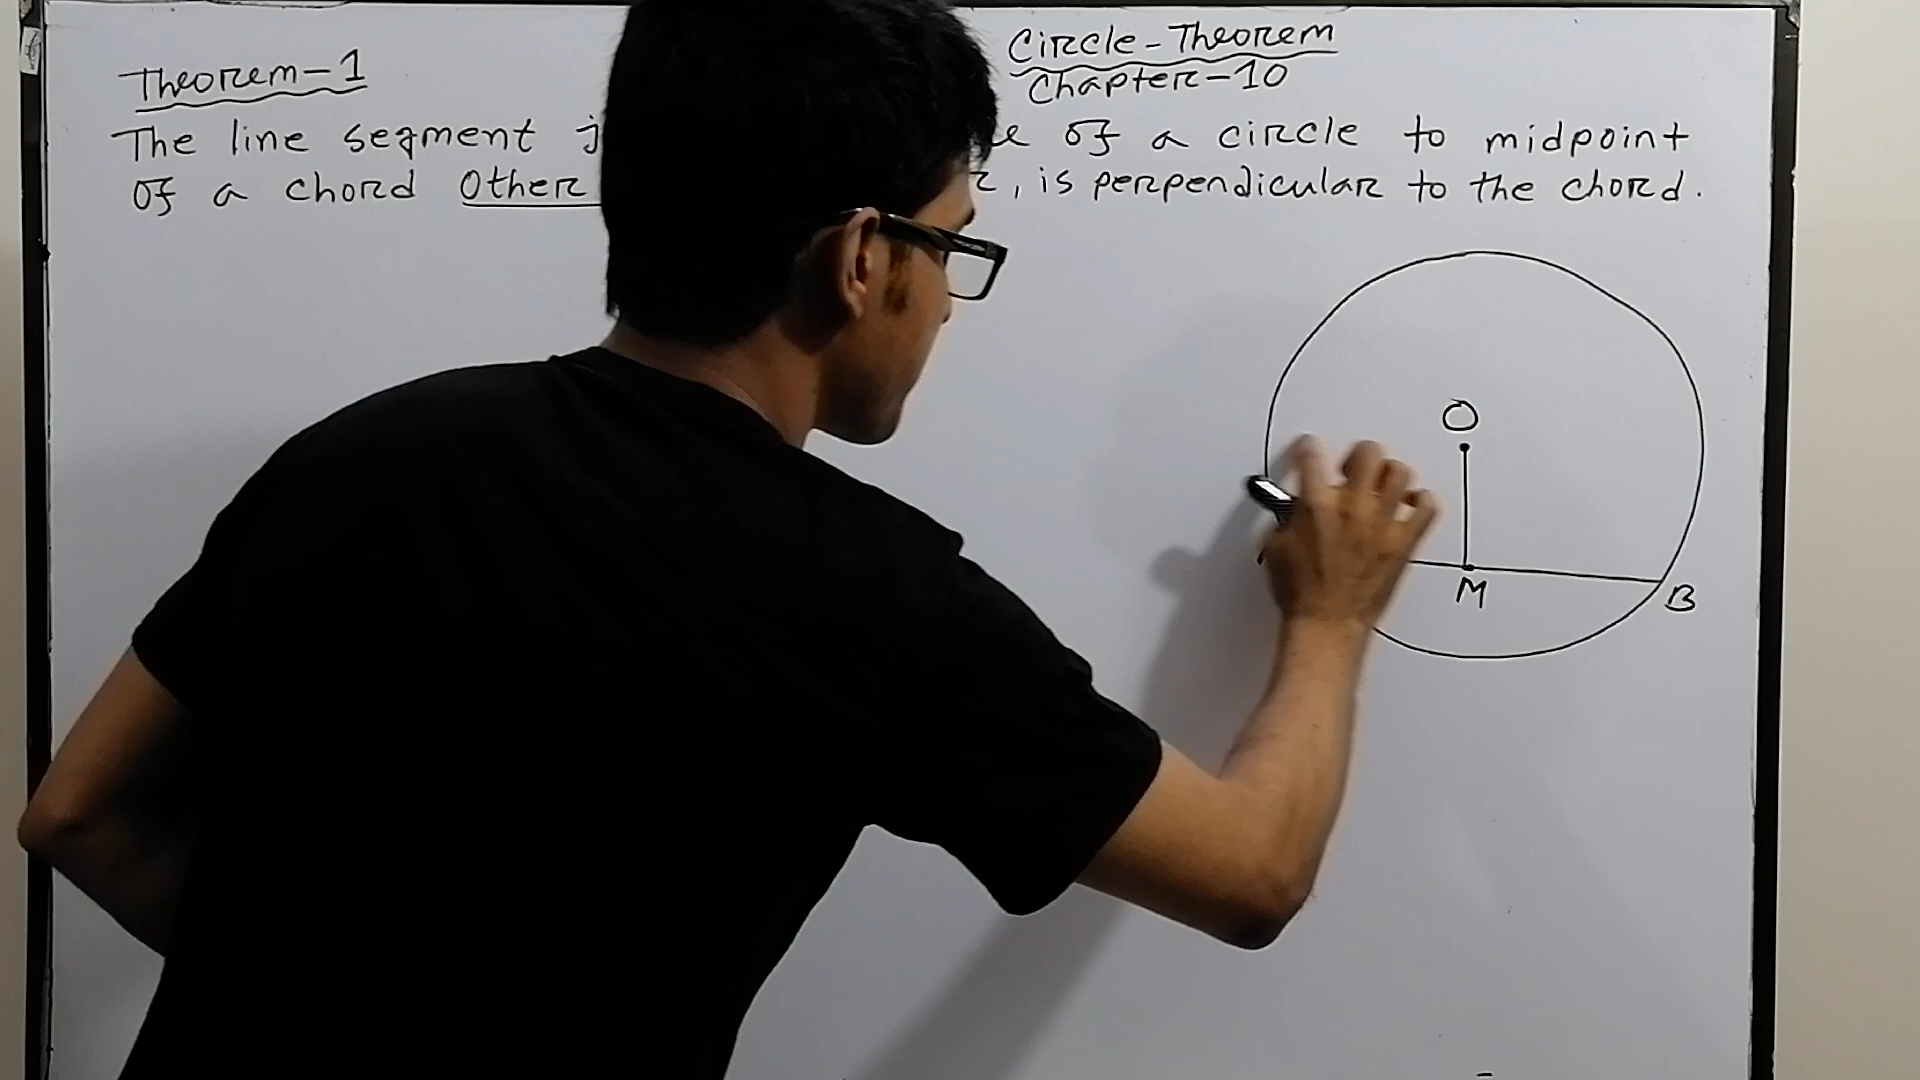 Circle-Theorem
Chapter-10
Theorem-1
The line segment of a circle to midpoint
of a chord Other , is perpendicular to the chord.
O
M
B